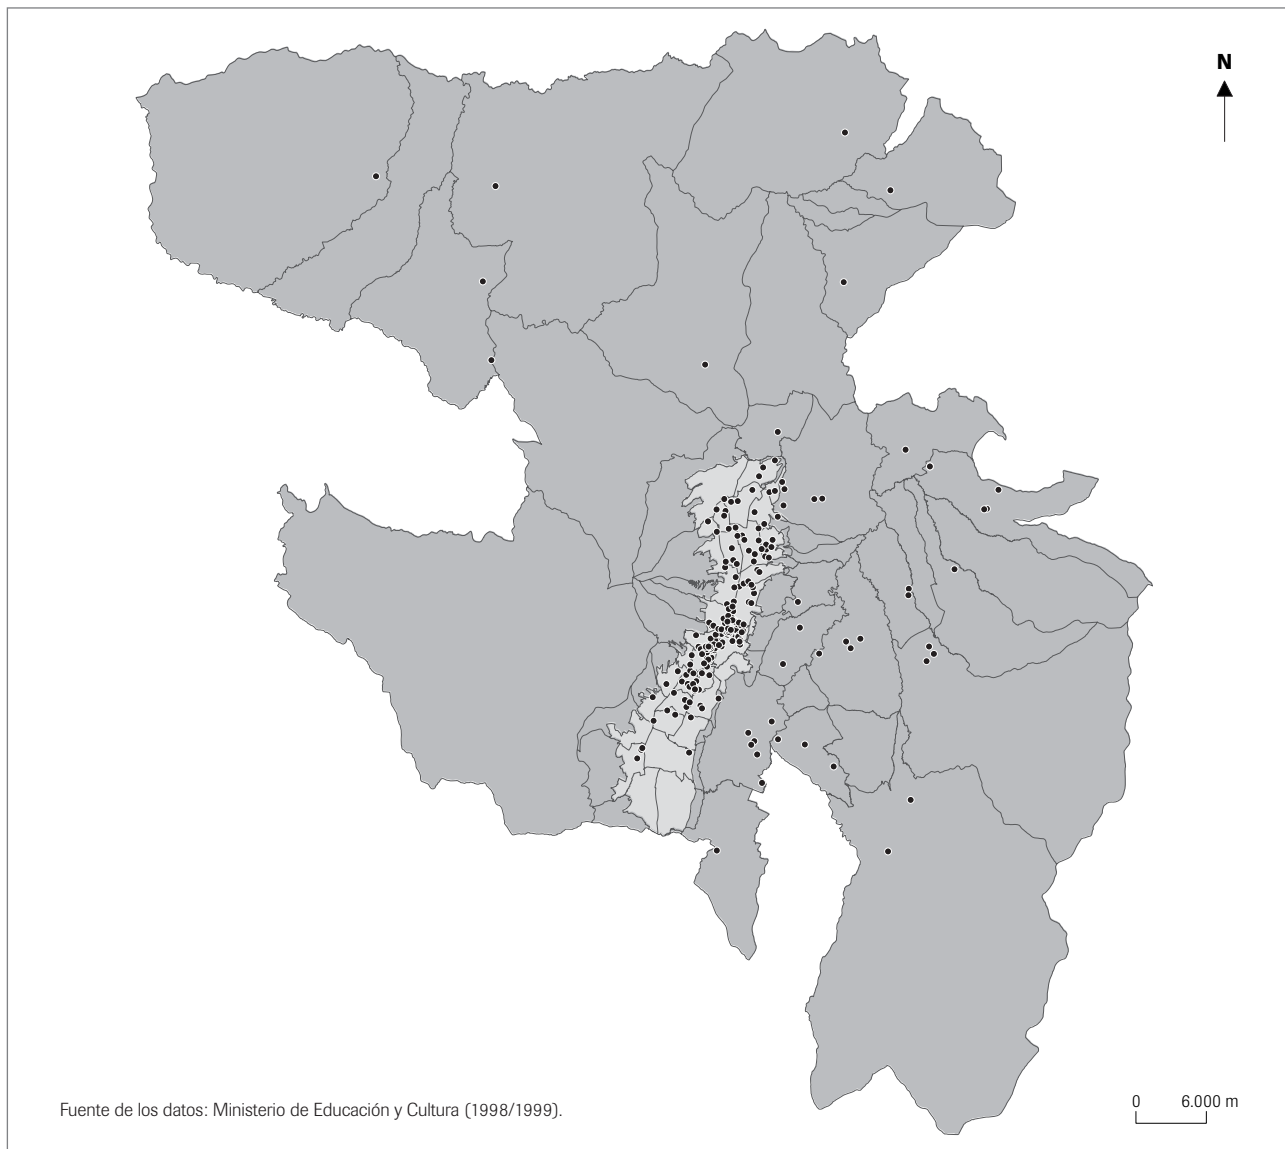 N
Fuente de los datos: Ministerio de Educación y Cultura (1998/1999).
0 6.000 m